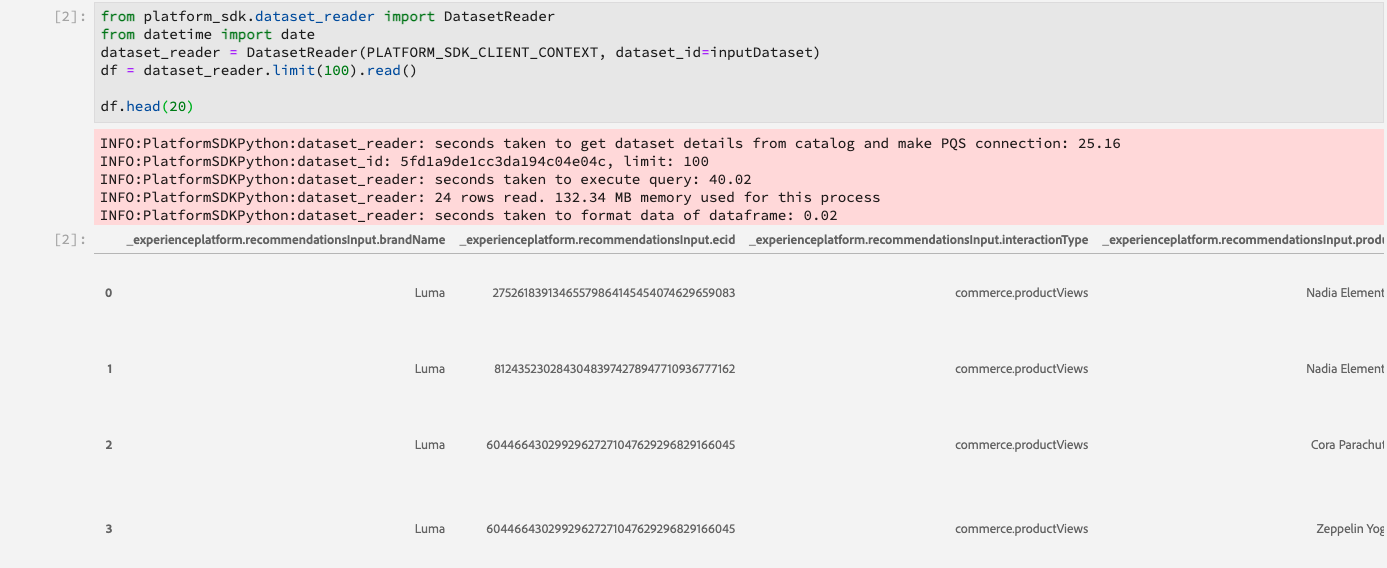 [2]: from platform_sdk.dataset_reader import DatasetReader
from datetime import date
dataset_reader = DatasetReader(PLATFORM_SDK_CLIENT_CONTEXT, dataset_id=inputDataset)
df = dataset_reader.limit(100).read()
df.head(20)
INFO:PlatformSDKPython:dataset_reader: seconds taken to get dataset details from catalog and make PQS connection: 25.16
INFO:PlatformSDKPython:dataset_id: 5fd1a9de1cc3da194c04e04c, limit: 100
INFO:PlatformSDKPython:dataset_reader: seconds taken to execute query: 40.02
INFO:PlatformSDKPython:dataset_reader: 24 rows read. 132.34 MB memory used for this process
INFO:PlatformSDKPython:dataset_reader: seconds taken to format data of dataframe: 0.02
[2]: _experienceplatform.recommendationsInput.brandName _experienceplatform.recommendationsInput.ecid _experienceplatform.recommendationsInput.interactionType _experienceplatform.recommendationsInput.produ
0 Luma 27526183913465579864145454074629659083 commerce.productViews Nadia Element
1 Luma 81243523028430483974278947710936777162 commerce.productViews Nadia Element
2 Luma 60446643029929627271047629296829166045 commerce.productViews Cora Parachut
3 Luma 60446643029929627271047629296829166045 commerce.productViews Zeppelin Yog